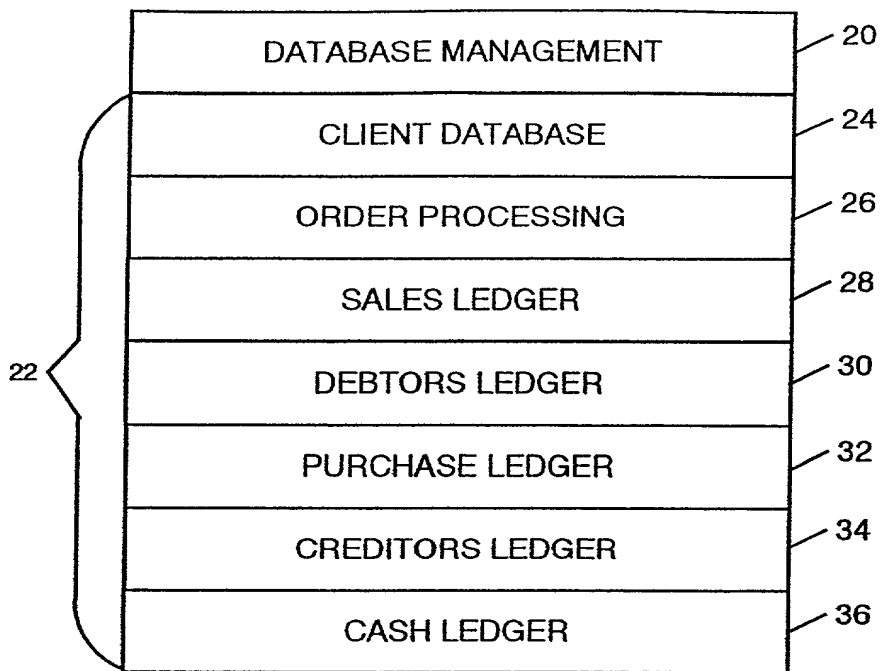 DATABASE MANAGEMENT 20
CLIENT DATABASE 24
ORDER PROCESSING 26
SALES LEDGER 28
22 DEBTORS LEDGER 30
PURCHASE LEDGER 32
CREDITORS LEDGER 34
CASH LEDGER 36